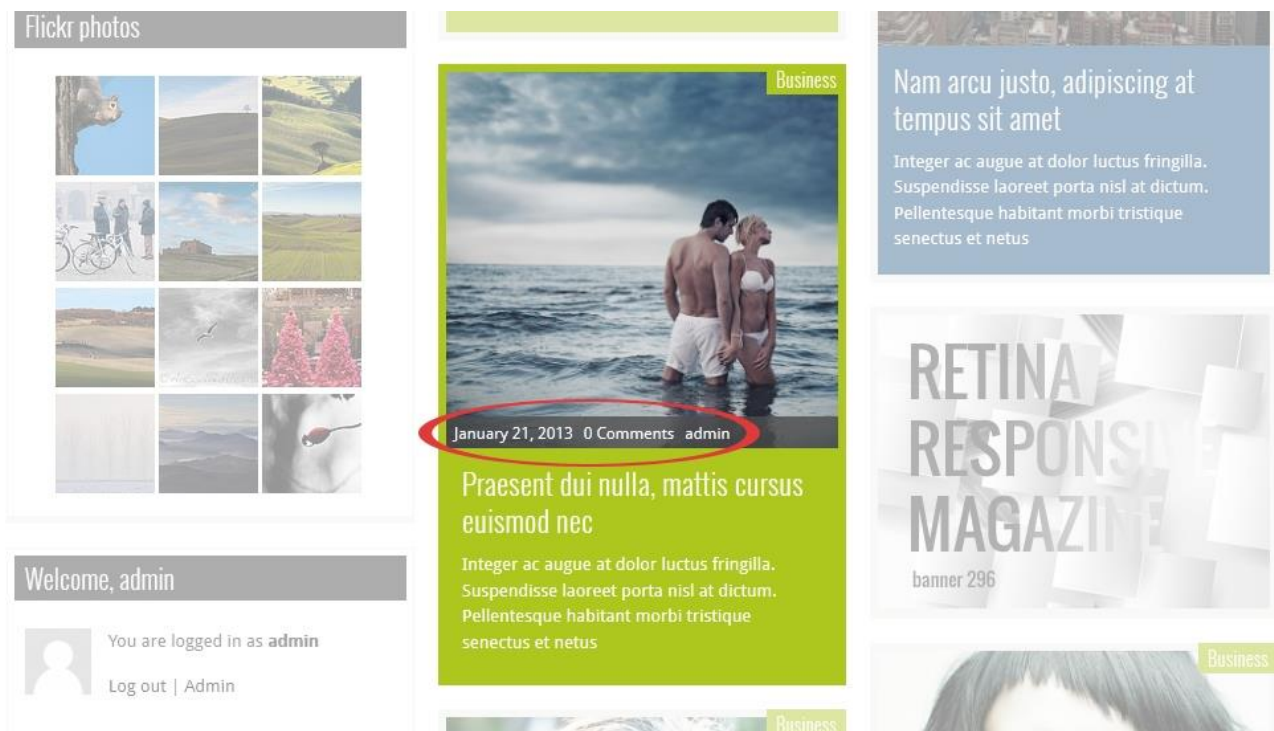 Flickr photos
Welcome, admin
You are logged in as admin
Log out | Admin
Business
January 21, 2013 0 Comments admin
Praesent dui nulla, mattis cursus
euismod nec
Integer ac augue at dolor luctus fringilla.
Suspendisse laoreet porta nisl at dictum.
Pellentesque habitant morbi tristique
senectus et netus
Business
Nam arcu justo, adipiscing at
tempus sit amet
Integer ac augue at dolor luctus fringilla.
Suspendisse laoreet porta nisl at dictum.
Pellentesque habitant morbi tristique
senectus et netus
RETINA
RESPONSIVE
MAGAZINE
banner 296
Business